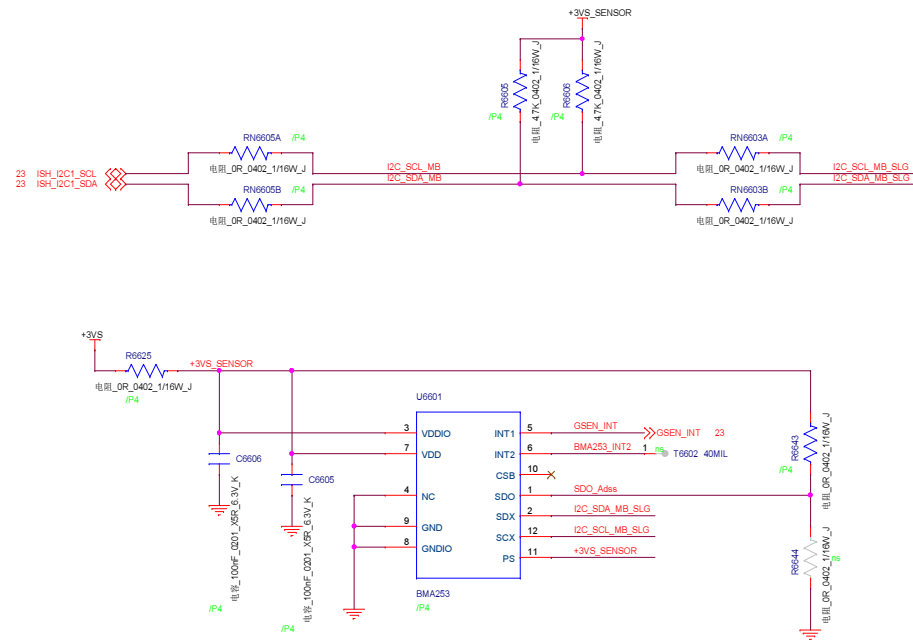 +3VS_SENSOR
R6605
电阻_4.7K_0402_1/16W_J
/P4
R6606
电阻_4.7K_0402_1/16W_J
/P4
RN6605A /P4
电阻_0R_0402_1/16W_J
RN6603A /P4
电阻_0R_0402_1/16W_J
23 ISH_I2C1_SCL
I2C_SCL_MB
I2C_SCL_MB_SLG
23 ISH_I2C1_SDA
I2C_SDA_MB
I2C_SDA_MB_SLG
RN6605B /P4
电阻_0R_0402_1/16W_J
RN6603B /P4
电阻_0R_0402_1/16W_J
+3VS
R6625
+3VS_SENSOR
电阻_0R_0402_1/16W_J
/P4
U6601
3 VDDIO
7 VDD
4 NC
9 GND
8 GNDIO
INT1 5 GSEN_INT GSEN_INT 23
INT2 6 BMA253_INT2 1 ns T6602 40MIL
CSB 10
SDO 1 SDO_Adss
SDX 2 I2C_SDA_MB_SLG
SCX 12 I2C_SCL_MB_SLG
PS 11 +3VS_SENSOR
BMA253
/P4
C6606
电容_100nF_0201_X5R_6.3V_K
/P4
C6605
电容_100nF_0201_X5R_6.3V_K
/P4
R6643
电阻_0R_0402_1/16W_J
/P4
R6644
电阻_0R_0402_1/16W_J
ns